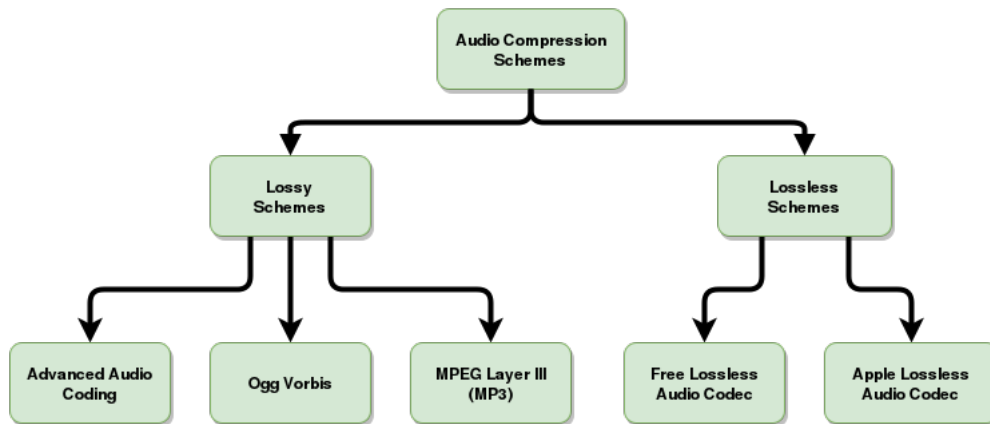 Audio Compression
Schemes
Lossy
Schemes
Lossless
Schemes
Advanced Audio
Coding
Ogg Vorbis
MPEG Layer III
(MP3)
Free Lossless
Audio Codec
Apple Lossless
Audio Codec